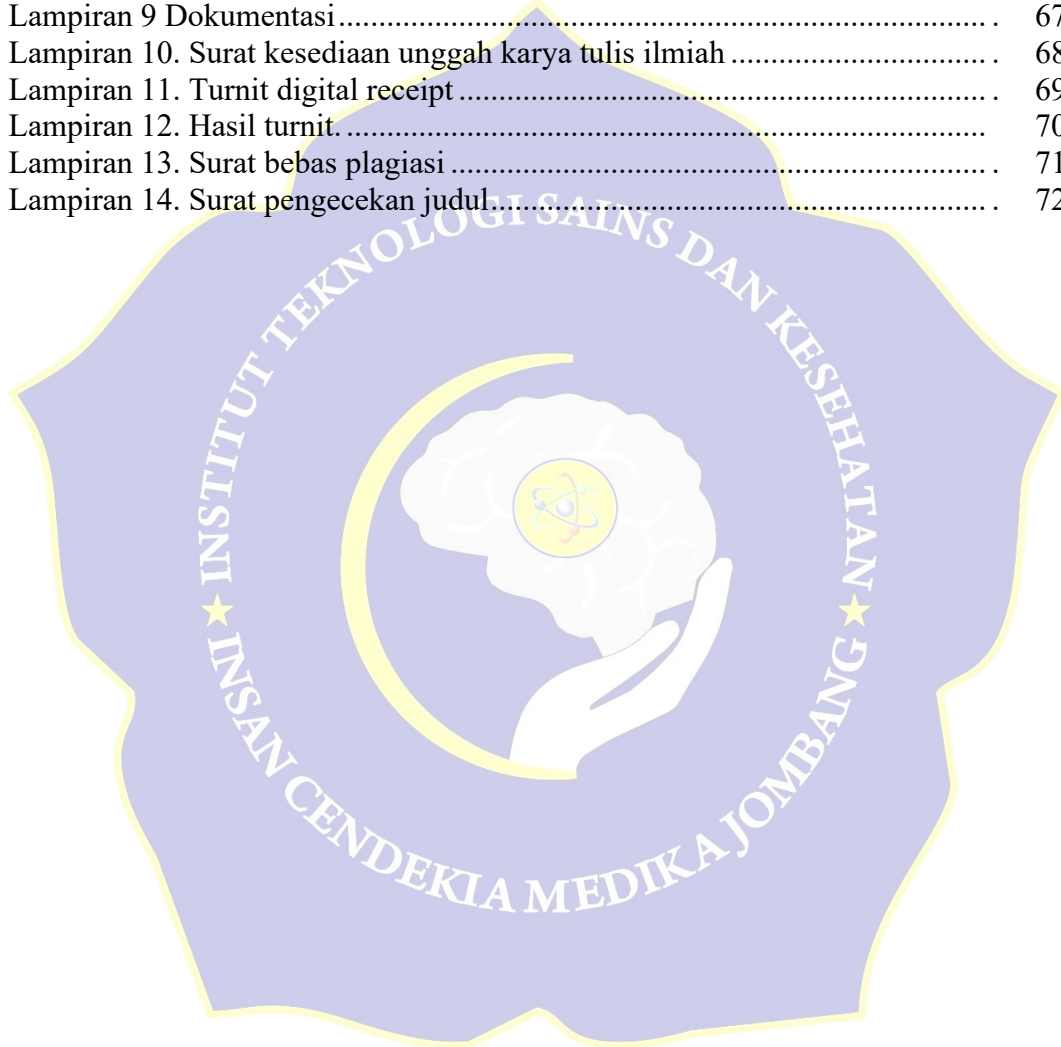 Lampiran 9 Dokumentasi.................................................................................... . 67
Lampiran 10. Surat kesediaan unggah karya tulis ilmiah .................................. . 68
Lampiran 11. Turnit digital receipt .................................................................... . 69
Lampiran 12. Hasil turnit. ................................................................................... 70
Lampiran 13. Surat bebas plagiasi ..................................................................... . 71
Lampiran 14. Surat pengecekan judul................................................................ . 72
INSTITUT TEKNOLOGI SAINS DAN KESEHATAN
INSAN CENDEKIA MEDIKA JOMBANG